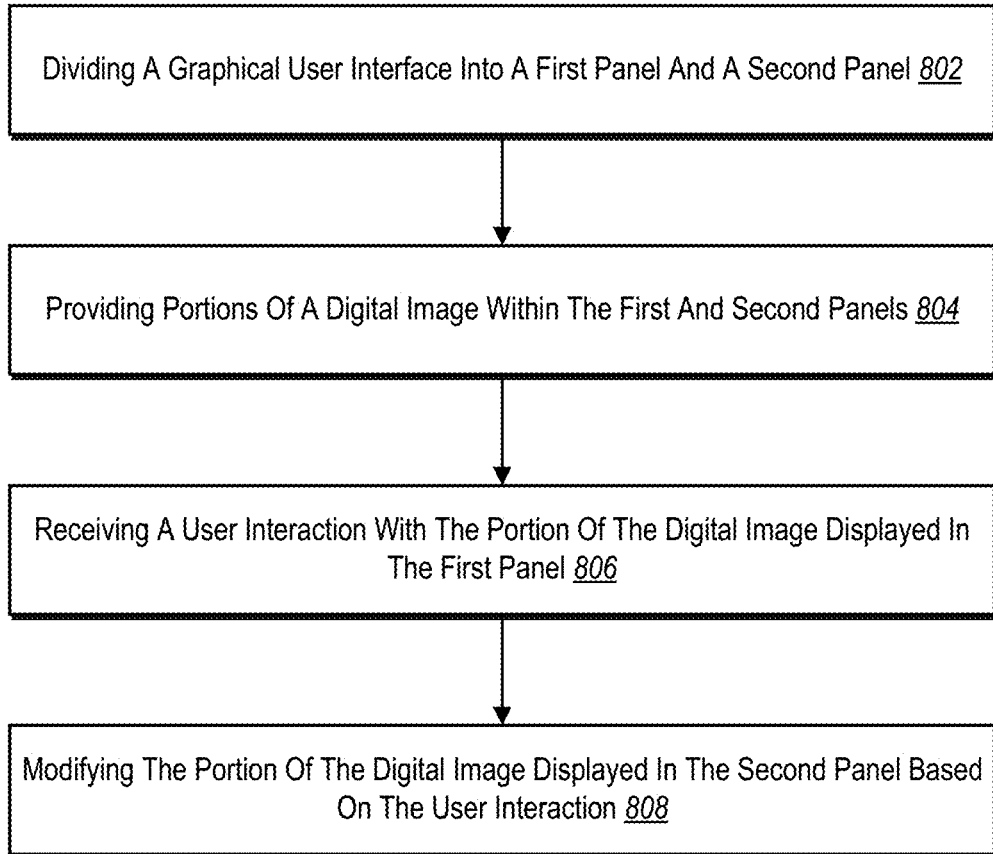 Dividing A Graphical User Interface Into A First Panel And A Second Panel 802
Providing Portions Of A Digital Image Within The First And Second Panels 804
Receiving A User Interaction With The Portion Of The Digital Image Displayed In
The First Panel 806
Modifying The Portion Of The Digital Image Displayed In The Second Panel Based
On The User Interaction 808